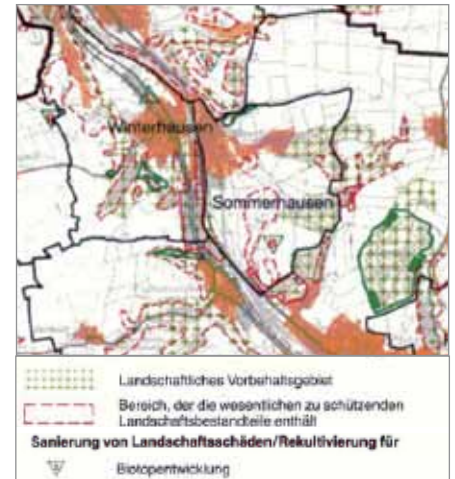 Winterhausen
Sommerhausen
Landschaftliches Vorbehaltsgebiet
Bereich, der die wesentlichen zu schützenden
Landschaftsbestandteile enthält
Sanierung von Landschaftsschäden/Rekultivierung für
Biotopentwicklung